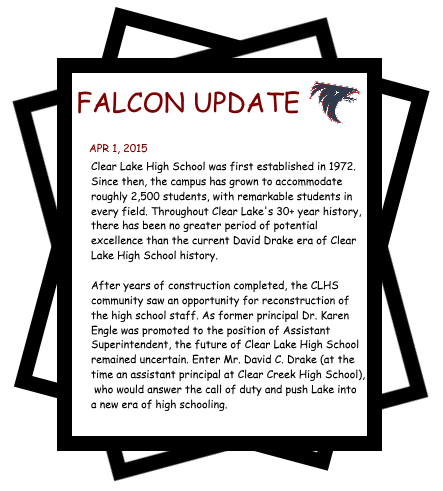 FALCON UPDATE
APR 1, 2015
Clear Lake High School was first established in 1972.
Since then, the campus has grown to accommodate
roughly 2,500 students, with remarkable students in
every field. Throughout Clear Lake's 30+ year history,
there has been no greater period of potential
excellence than the current David Drake era of Clear
Lake High School history.
After years of construction completed, the CLHS
community saw an opportunity for reconstruction of
the high school staff. As former principal Dr. Karen
Engle was promoted to the position of Assistant
Superintendent, the future of Clear Lake High School
remained uncertain. Enter Mr. David C. Drake (at the
time an assistant principal at Clear Creek High School),
who would answer the call of duty and push Lake into
a new era of high schooling.